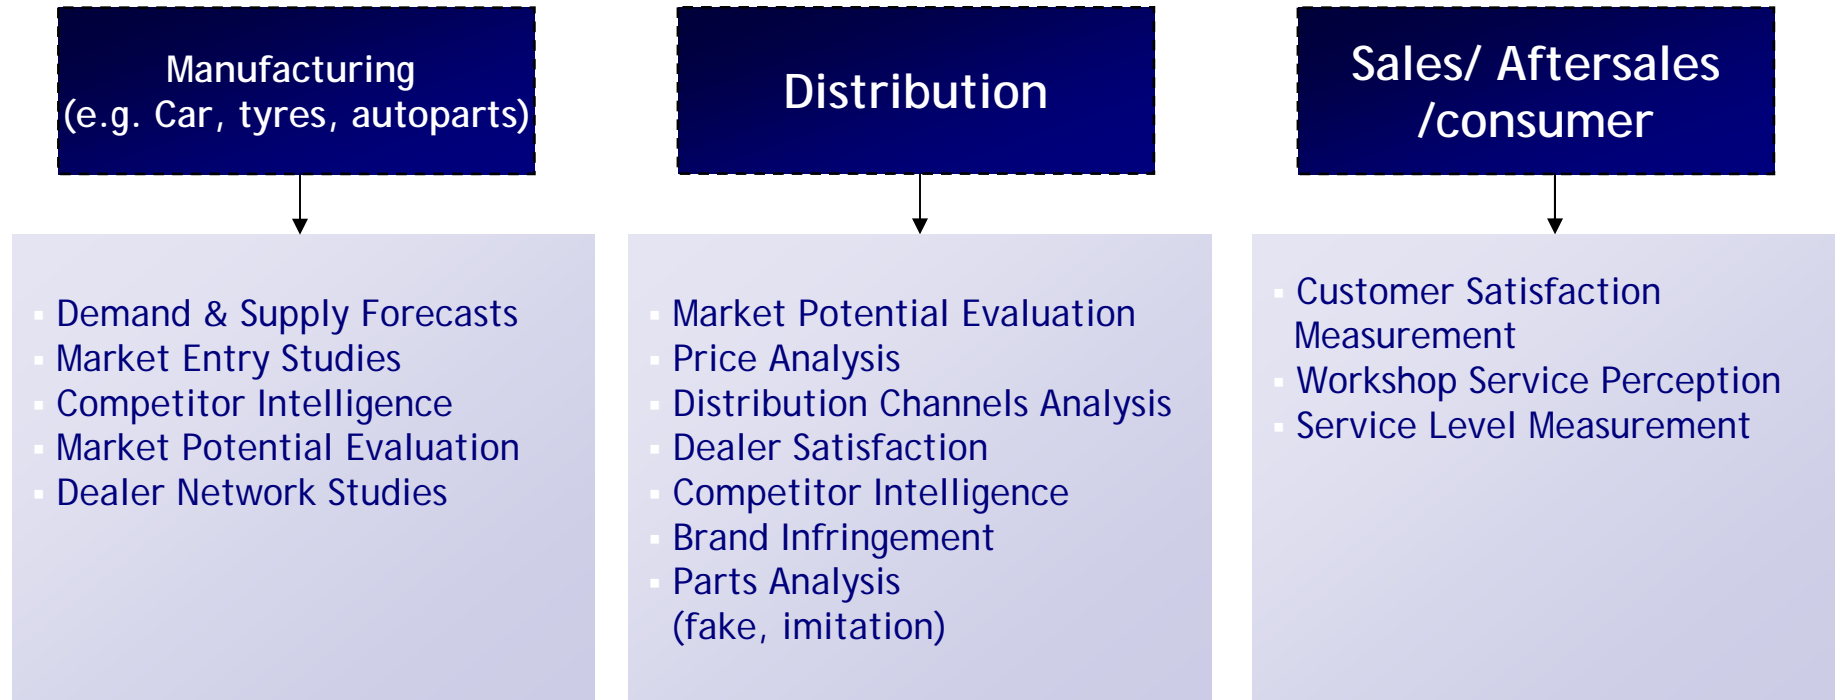 Manufacturing
(e.g. Car, tyres, autoparts)
▪ Demand & Supply Forecasts
▪ Market Entry Studies
▪ Competitor Intelligence
▪ Market Potential Evaluation
▪ Dealer Network Studies
Distribution
▪ Market Potential Evaluation
▪ Price Analysis
▪ Distribution Channels Analysis
▪ Dealer Satisfaction
▪ Competitor Intelligence
▪ Brand Infringement
▪ Parts Analysis
(fake, imitation)
Sales/ Aftersales
/consumer
▪ Customer Satisfaction
Measurement
▪ Workshop Service Perception
▪ Service Level Measurement